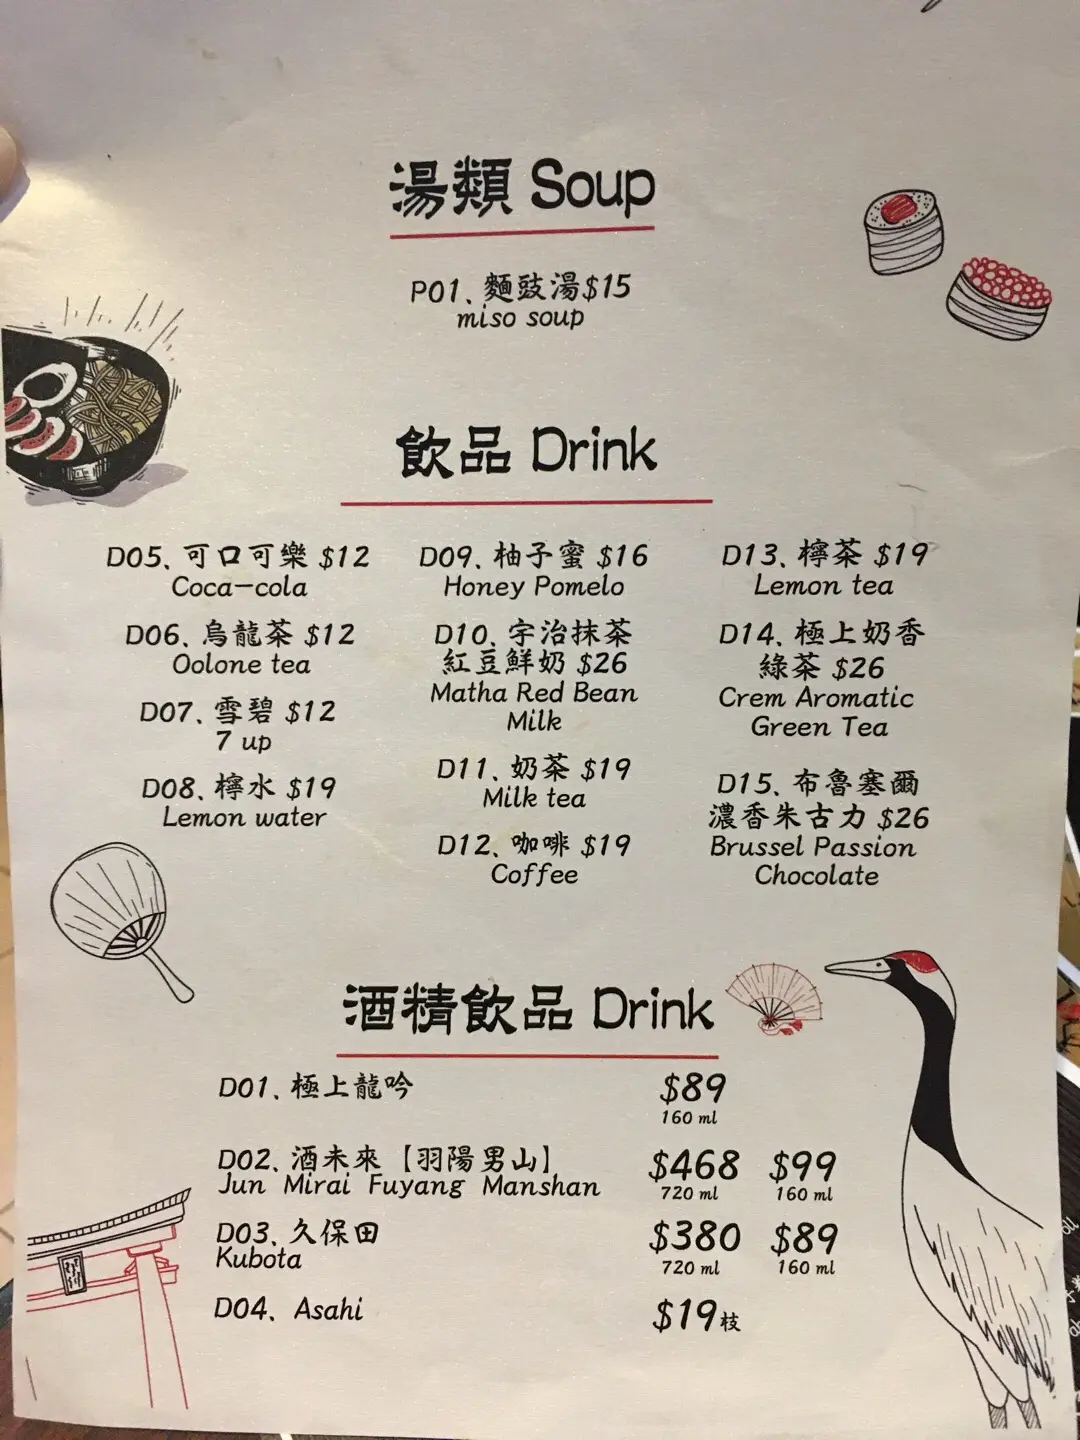 湯類 Soup
P01、麵豉湯$15
miso soup
飲品 Drink
D05、可口可樂 $12
Coca-cola
D06、烏龍茶 $12
Oolone tea
D07、雪碧 $12
7 up
D08、檸水 $19
Lemon water
D09、柚子蜜 $16
Honey Pomelo
D10、宇治抹茶
紅豆鮮奶 $26
Matha Red Bean
Milk
D11、奶茶 $19
Milk tea
D12、咖啡 $19
Coffee
D13、檸茶 $19
Lemon tea
D14、極上奶香
綠茶 $26
Crem Aromatic
Green Tea
D15、布魯塞爾
濃香朱古力 $26
Brussel Passion
Chocolate
酒精飲品 Drink
D01、極上龍吟 $89
160 ml
D02、酒未來【羽陽男山】 $468 $99
Jun Mirai Fuyang Manshan 720 ml 160 ml
D03、久保田 $380 $89
Kubota 720 ml 160 ml
D04、Asahi $19枝